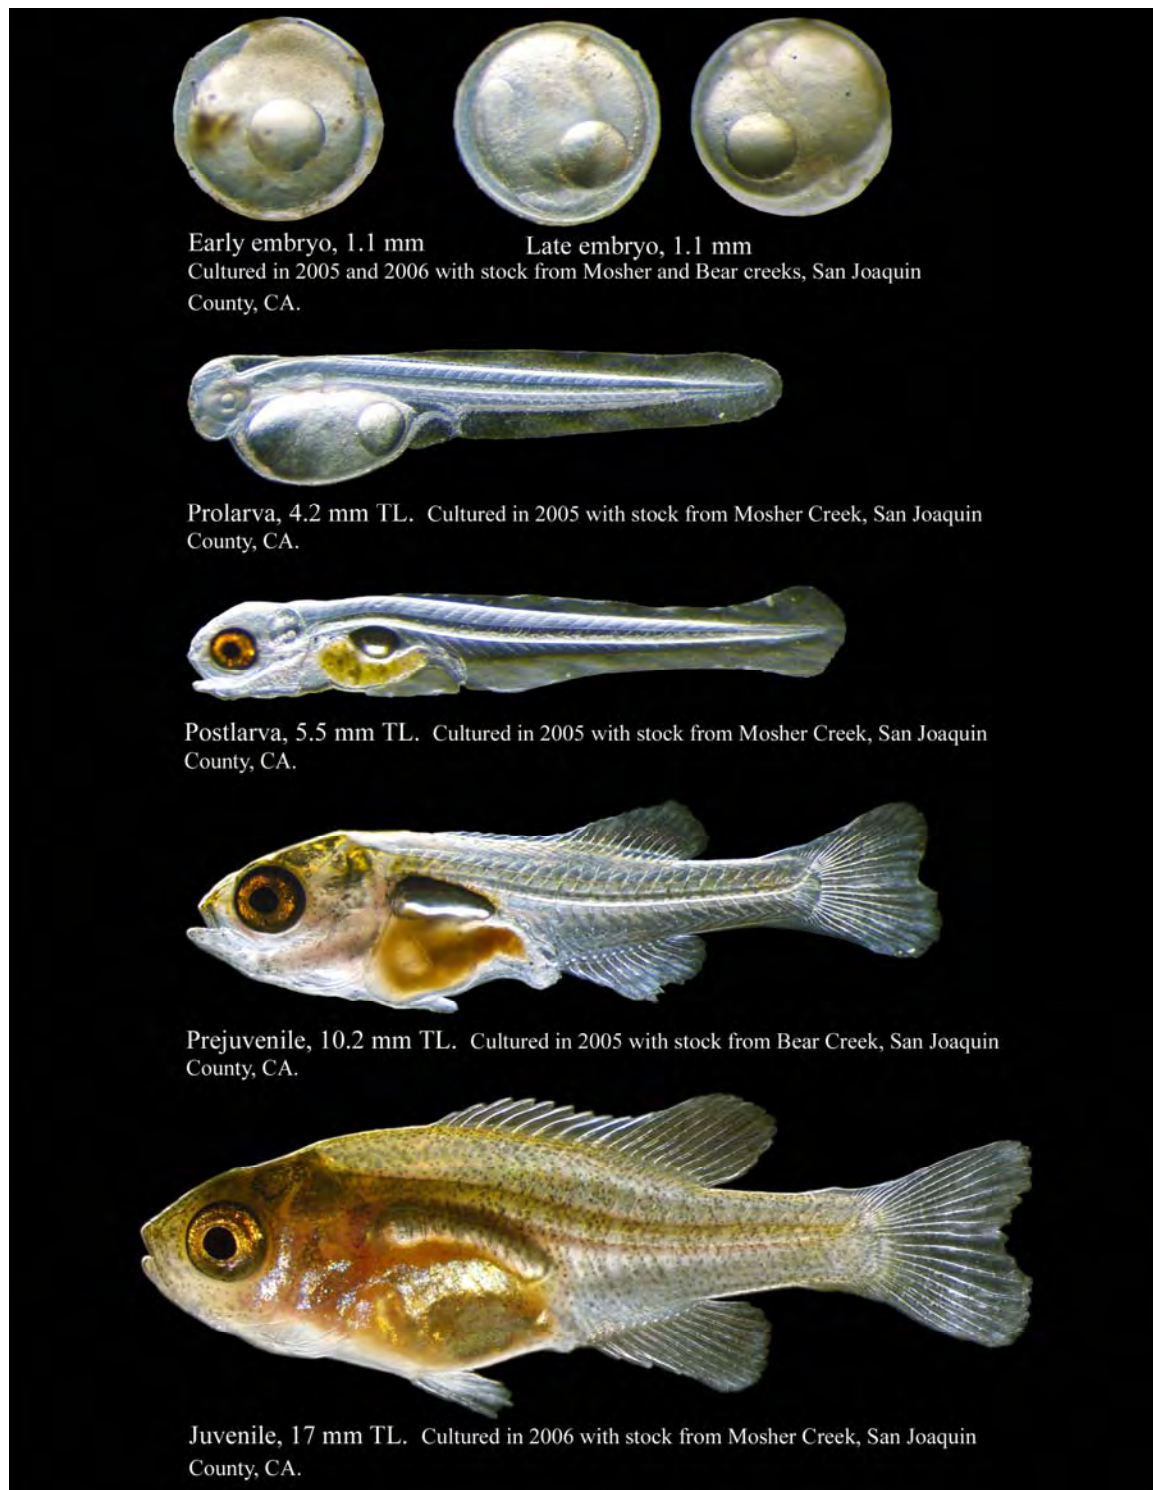 Early embryo, 1.1 mm
Late embryo, 1.1 mm
Cultured in 2005 and 2006 with stock from Mosher and Bear creeks, San Joaquin
County, CA.
Prolarva, 4.2 mm TL. Cultured in 2005 with stock from Mosher Creek, San Joaquin
County, CA.
Postlarva, 5.5 mm TL. Cultured in 2005 with stock from Mosher Creek, San Joaquin
County, CA.
Prejuvenile, 10.2 mm TL. Cultured in 2005 with stock from Bear Creek, San Joaquin
County, CA.
Juvenile, 17 mm TL. Cultured in 2006 with stock from Mosher Creek, San Joaquin
County, CA.